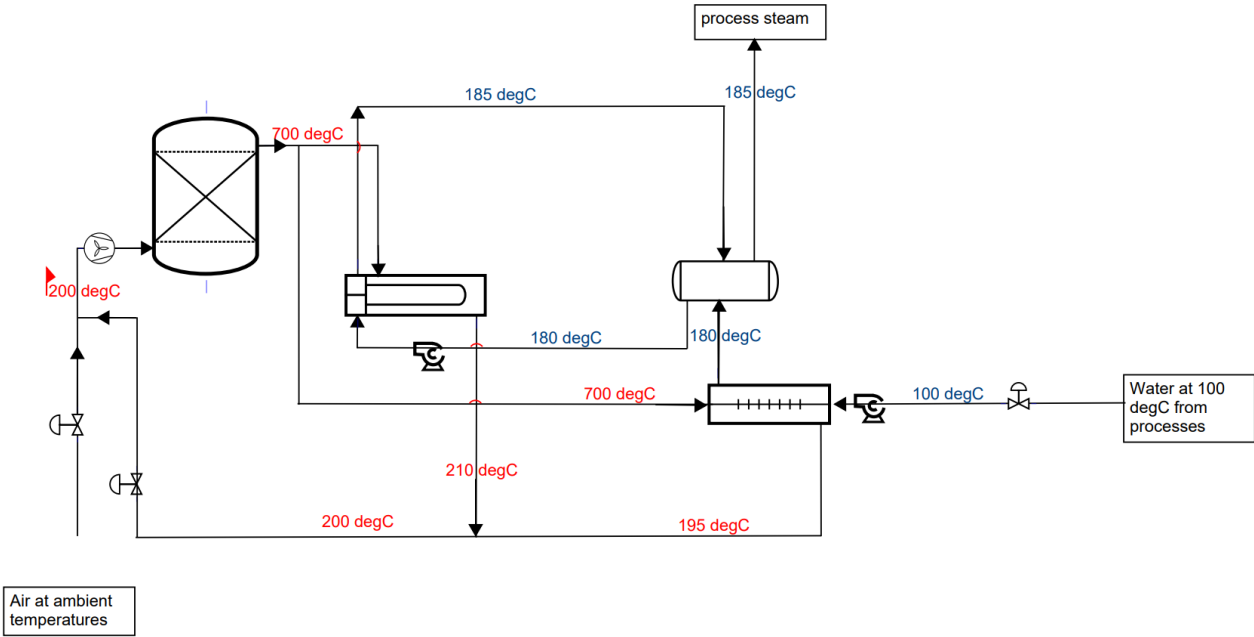 process steam
185 degC
185 degC
700 degC
200 degC
180 degC
180 degC
700 degC
100 degC
Water at 100
degC from
processes
210 degC
200 degC
195 degC
Air at ambient
temperatures